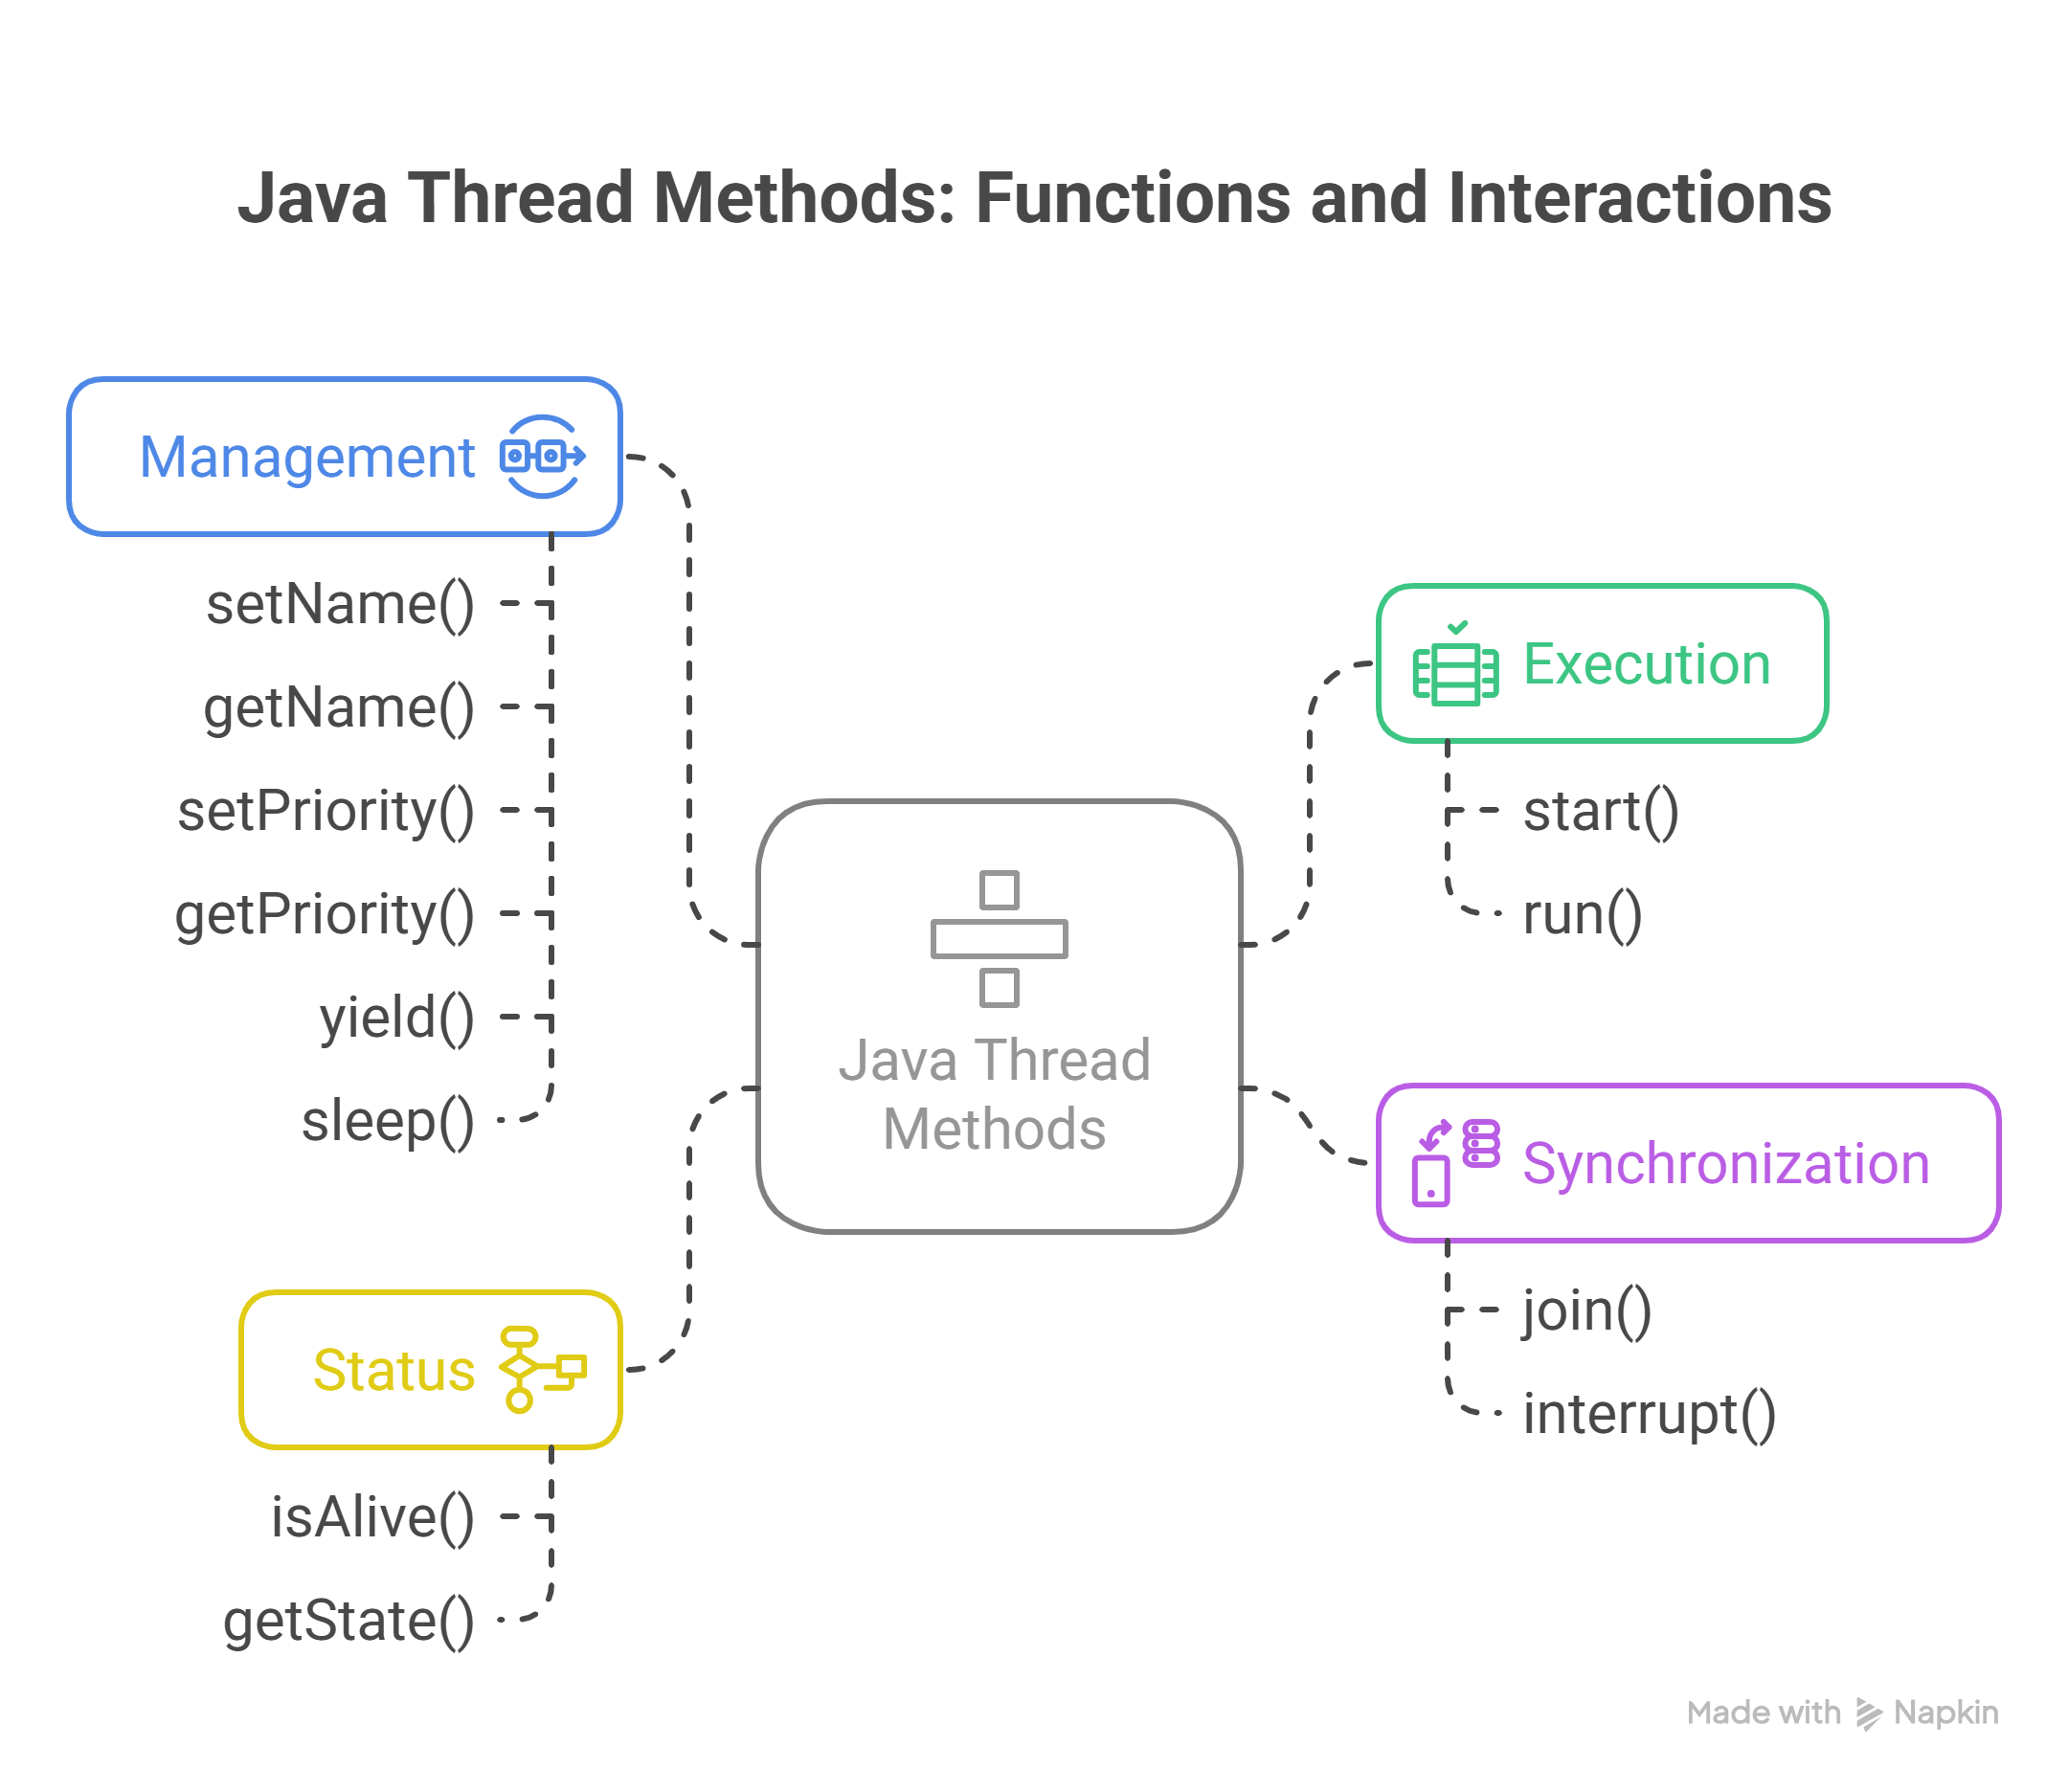 Java Thread Methods: Functions and Interactions
Management
setName()
getName()
setPriority()
getPriority()
yield()
sleep()
Status
isAlive()
getState()
Java Thread
Methods
Execution
start()
run()
Synchronization
join()
interrupt()
Made with Napkin